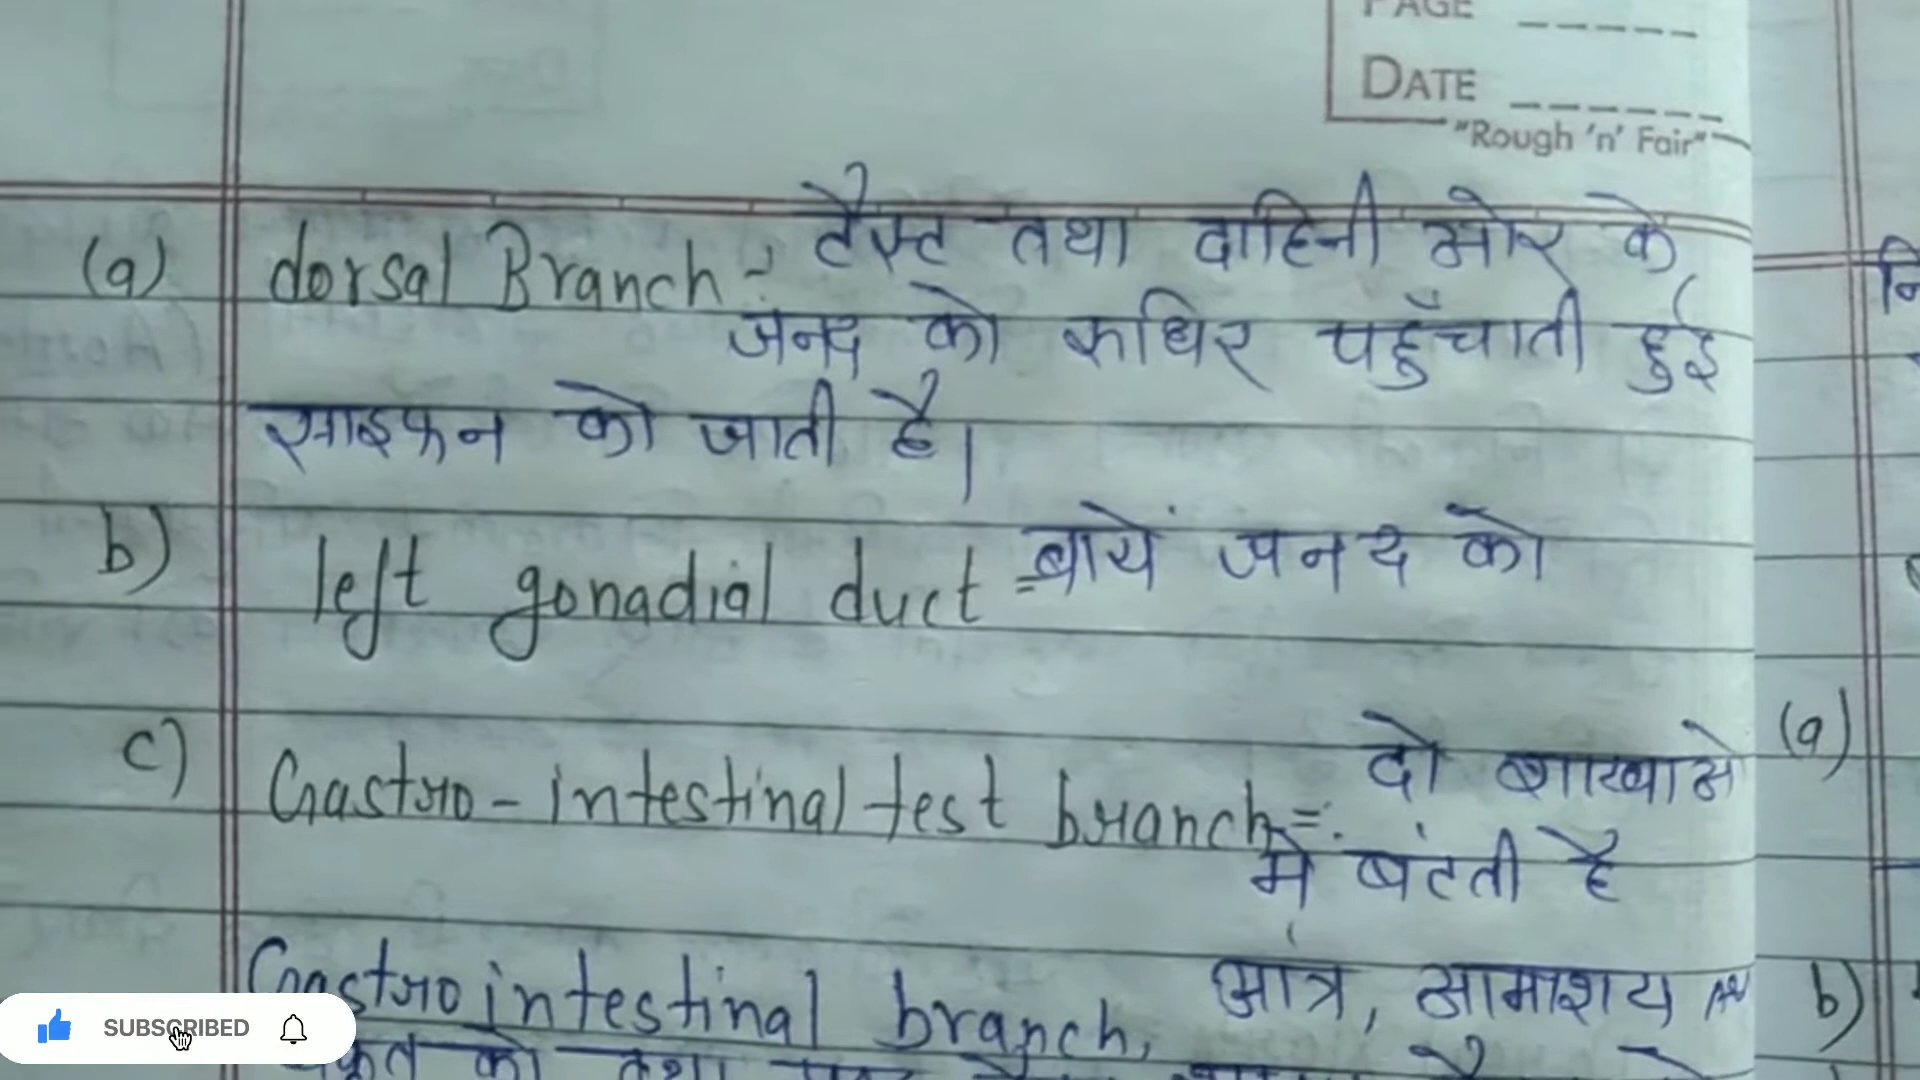 PAGE
DATE
"Rough 'n' Fair"
(a) dorsal Branch - टैस्ट तथा दाहिनी ओर के
जनद को रुधिर पहुँचाती हुई
साइफन को जाती है।
b) left gonadial duct = बायें जनद को
c) Gastro-intestinal test branch = दो शाखाओ
में बंटती है
Gastrointestinal branch, आंत्र, आमाशय
को तथा
SUBSCRIBED
नि
(a)
b)